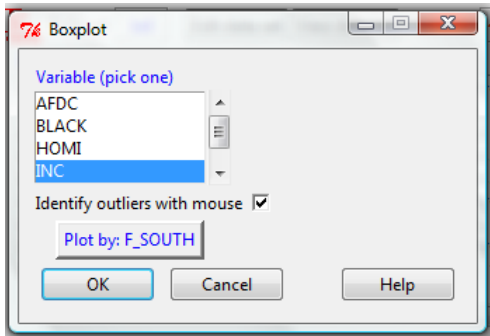 Boxplot
Variable (pick one)
AFDC
BLACK
HOMI
INC
Identify outliers with mouse
Plot by: F_SOUTH
OK Cancel Help